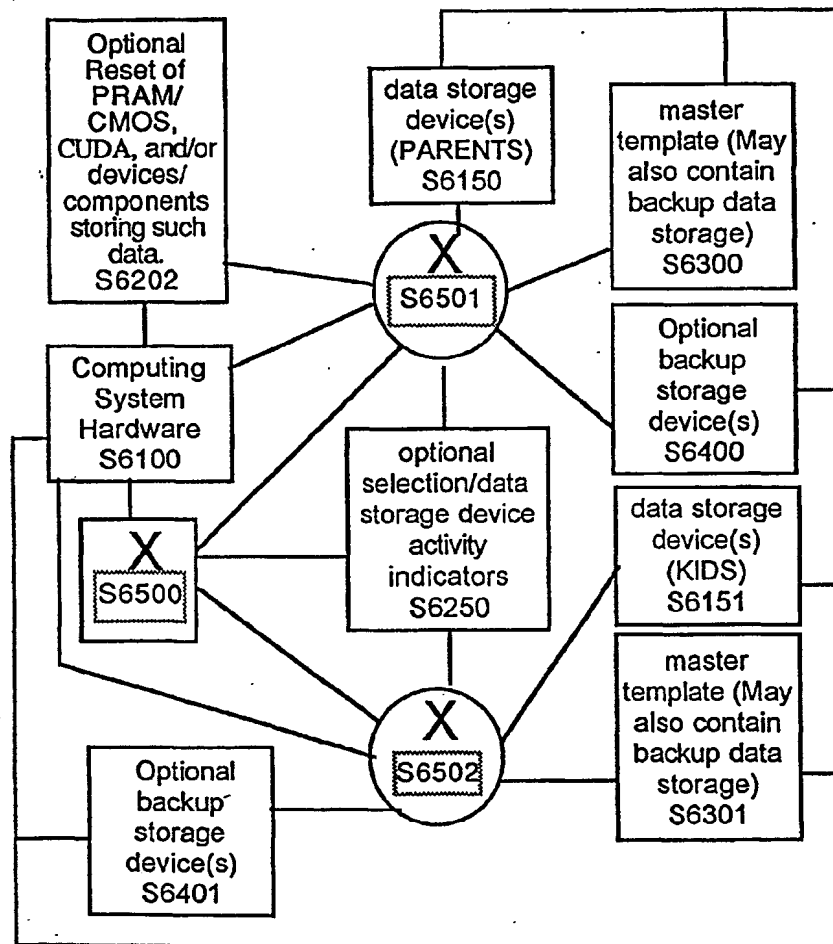 Optional
Reset of
PRAM/
CMOS,
CUDA, and/or
devices/
components
storing such
data.
S6202
data storage
device(s)
(PARENTS)
S6150
master
template (May
also contain
backup data
storage)
S6300
X
S6501
Computing
System
Hardware
S6100
Optional
backup
storage
device(s)
S6400
optional
selection/data
storage device
activity
indicators
S6250
X
S6500
data storage
device(s)
(KIDS)
S6151
master
template (May
also contain
backup data
storage)
S6301
X
S6502
Optional
backup
storage
device(s)
S6401